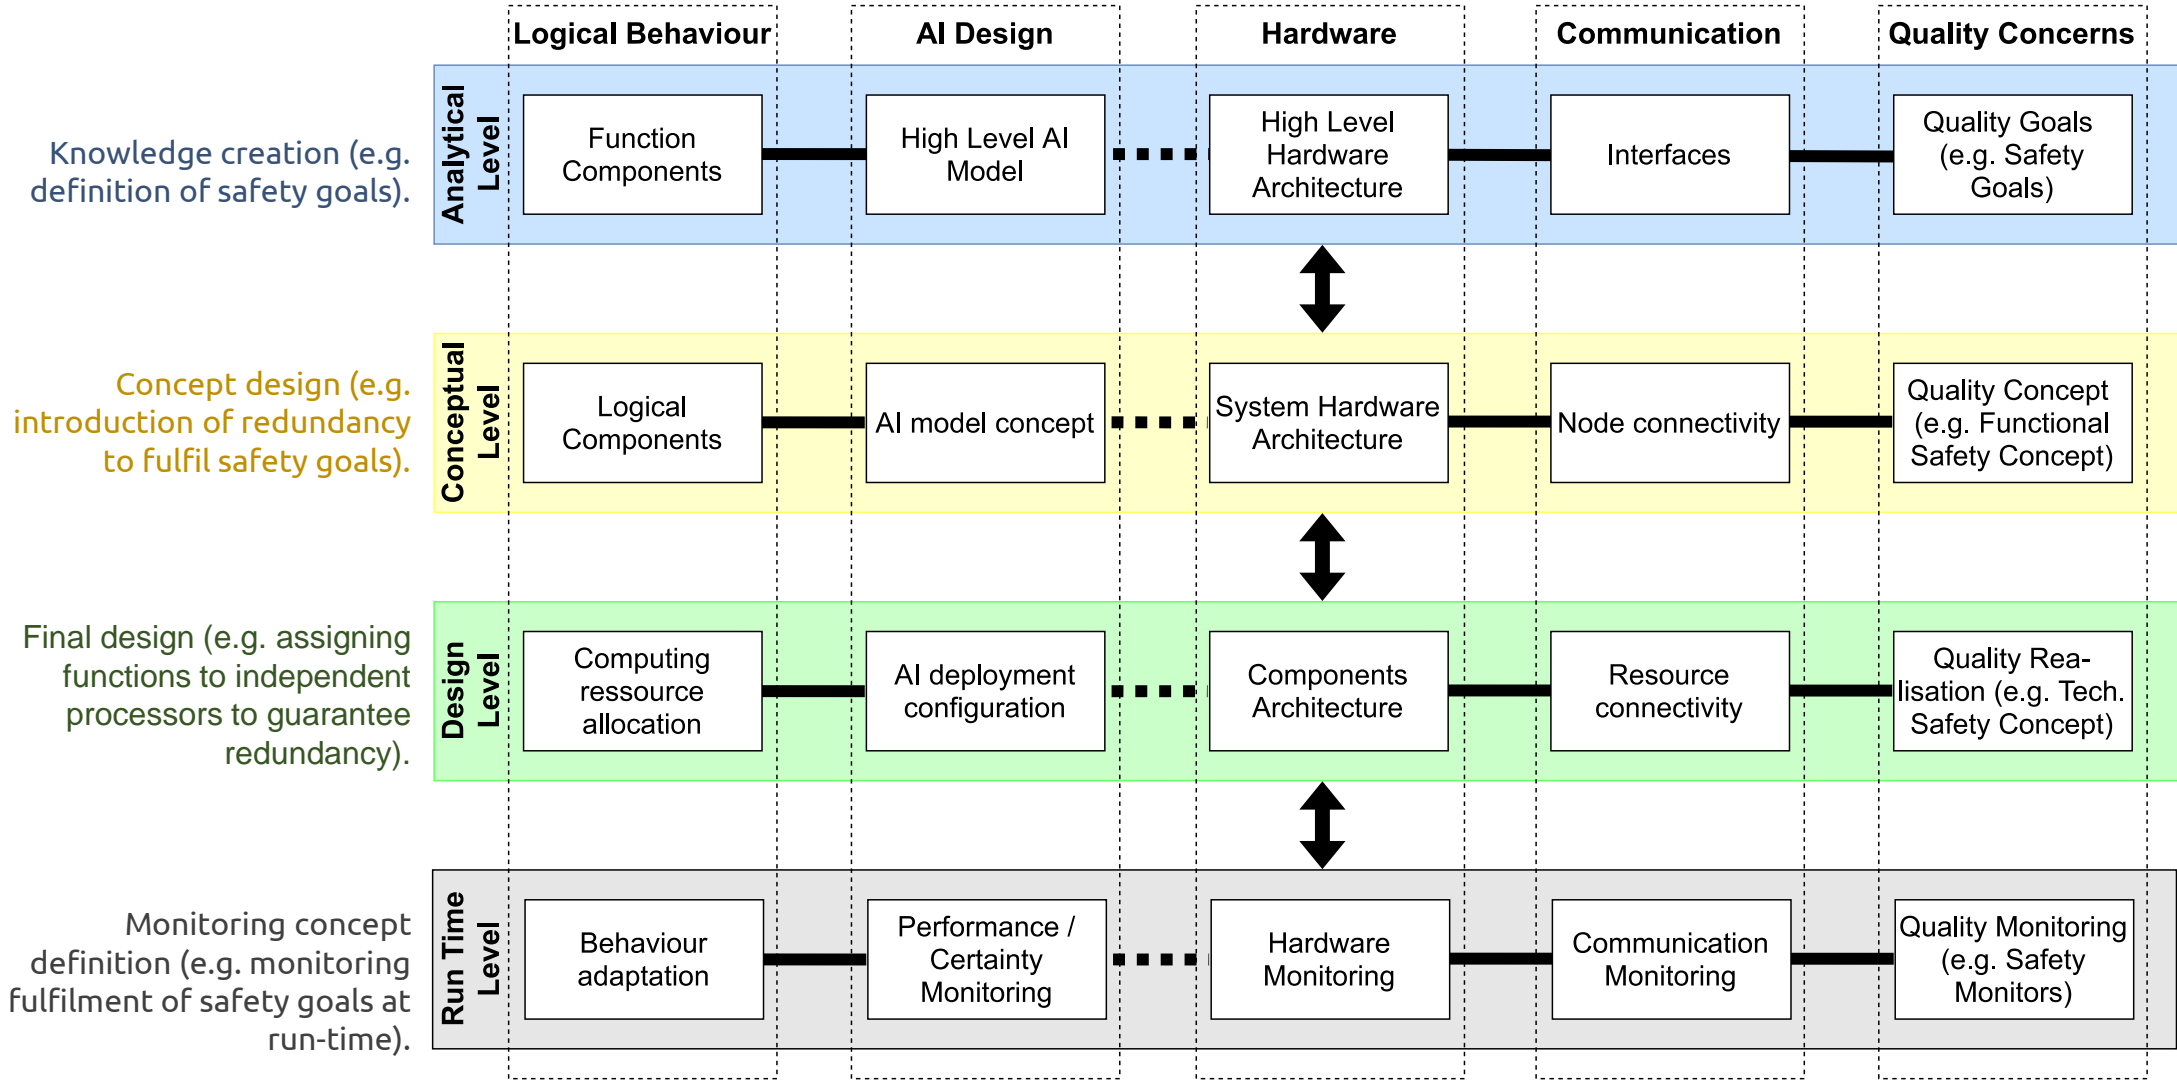 Logical Behaviour
AI Design
Hardware
Communication
Quality Concerns
Knowledge creation (e.g.
definition of safety goals).
Analytical
Level
Function
Components
High Level AI
Model
High Level
Hardware
Architecture
Interfaces
Quality Goals
(e.g. Safety
Goals)
Concept design (e.g.
introduction of redundancy
to fulfil safety goals).
Conceptual
Level
Logical
Components
AI model concept
System Hardware
Architecture
Node connectivity
Quality Concept
(e.g. Functional
Safety Concept)
Final design (e.g. assigning
functions to independent
processors to guarantee
redundancy).
Design
Level
Computing
ressource
allocation
AI deployment
configuration
Components
Architecture
Resource
connectivity
Quality Rea-
lisation (e.g. Tech.
Safety Concept)
Monitoring concept
definition (e.g. monitoring
fulfilment of safety goals at
run-time).
Run Time
Level
Behaviour
adaptation
Performance /
Certainty
Monitoring
Hardware
Monitoring
Communication
Monitoring
Quality Monitoring
(e.g. Safety
Monitors)